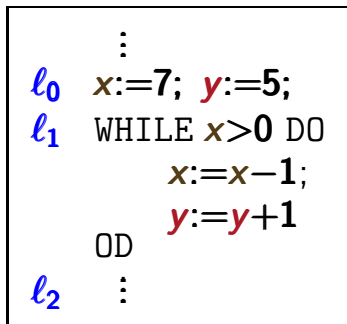 ⋮
ℓ₀ x:=7; y:=5;
ℓ₁ WHILE x>0 DO
x:=x−1;
y:=y+1
OD
ℓ₂ ⋮